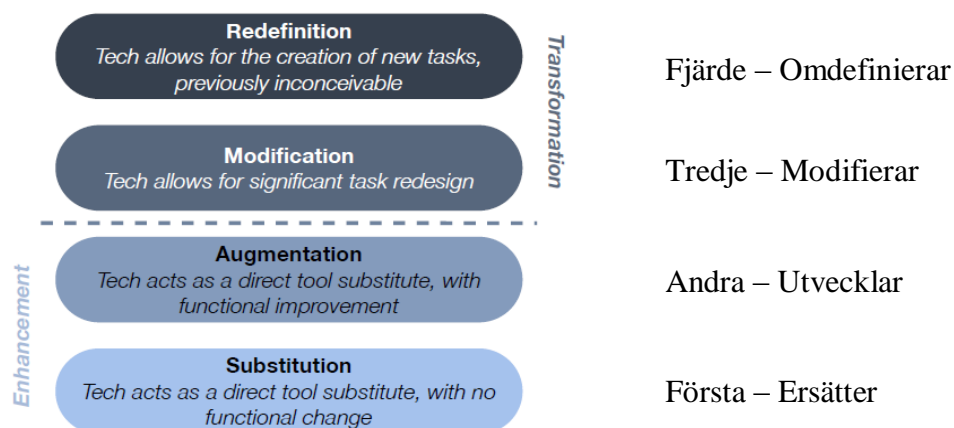 Redefinition
Tech allows for the creation of new tasks,
previously inconceivable
Transformation
Fjärde – Omdefinierar
Modification
Tech allows for significant task redesign
Tredje – Modifierar
Enhancement
Augmentation
Tech acts as a direct tool substitute, with
functional improvement
Andra – Utvecklar
Substitution
Tech acts as a direct tool substitute, with no
functional change
Första – Ersätter